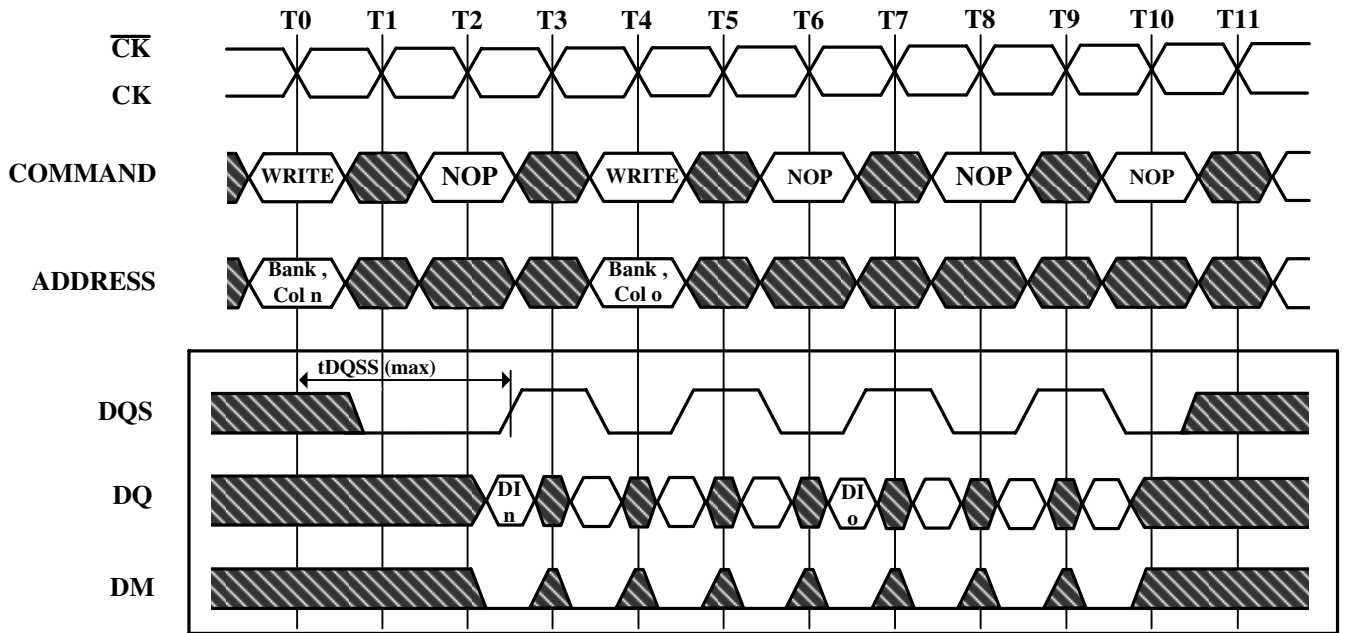 T0 T1 T2 T3 T4 T5 T6 T7 T8 T9 T10 T11
CK
CK
COMMAND WRITE NOP WRITE NOP NOP NOP
ADDRESS Bank , Col n Bank , Col o
tDQSS (max)
DQS
DQ DI n DI o
DM